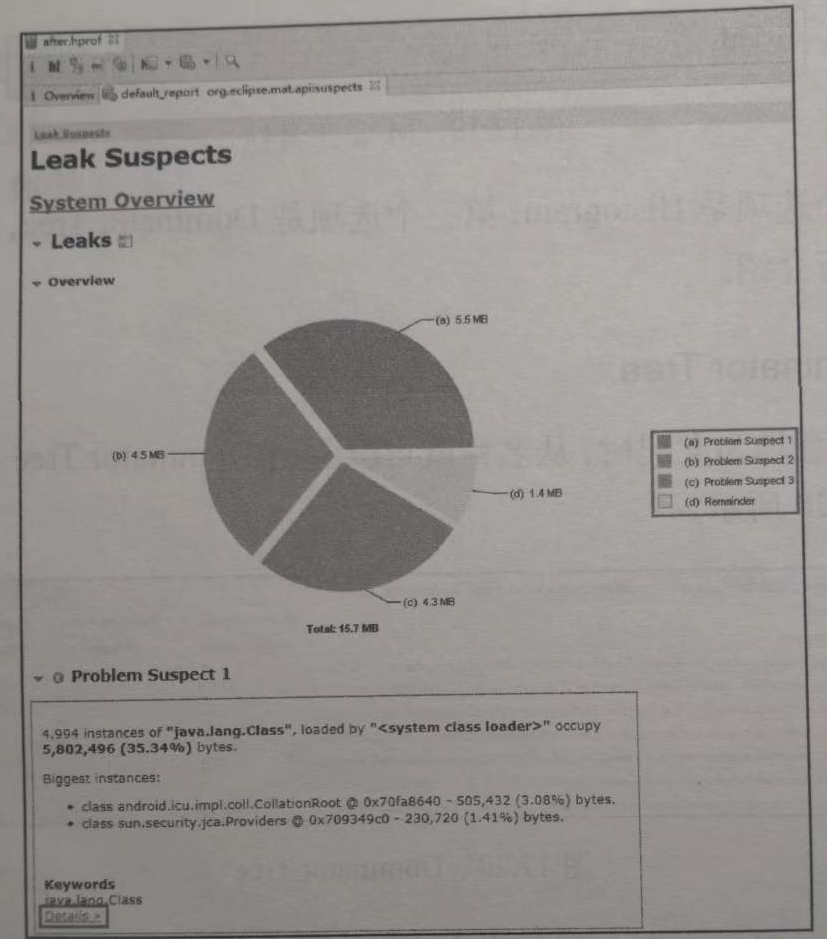 after.hprof
i Overview default_report org.eclipse.mat.api:suspects
Leak Suspects
Leak Suspects
System Overview
Leaks
Overview
(a) 5.5 MB
(b) 4.5 MB
(d) 1.4 MB
(c) 4.3 MB
Total: 15.7 MB
(a) Problem Suspect 1
(b) Problem Suspect 2
(c) Problem Suspect 3
(d) Remainder
Problem Suspect 1
4,994 instances of "java.lang.Class", loaded by "<system class loader>" occupy
5,802,496 (35.34%) bytes.
Biggest instances:
• class android.icu.impl.coll.CollationRoot @ 0x70fa8640 - 505,432 (3.08%) bytes.
• class sun.security.jca.Providers @ 0x709349c0 - 230,720 (1.41%) bytes.
Keywords
java.lang.Class
Details »